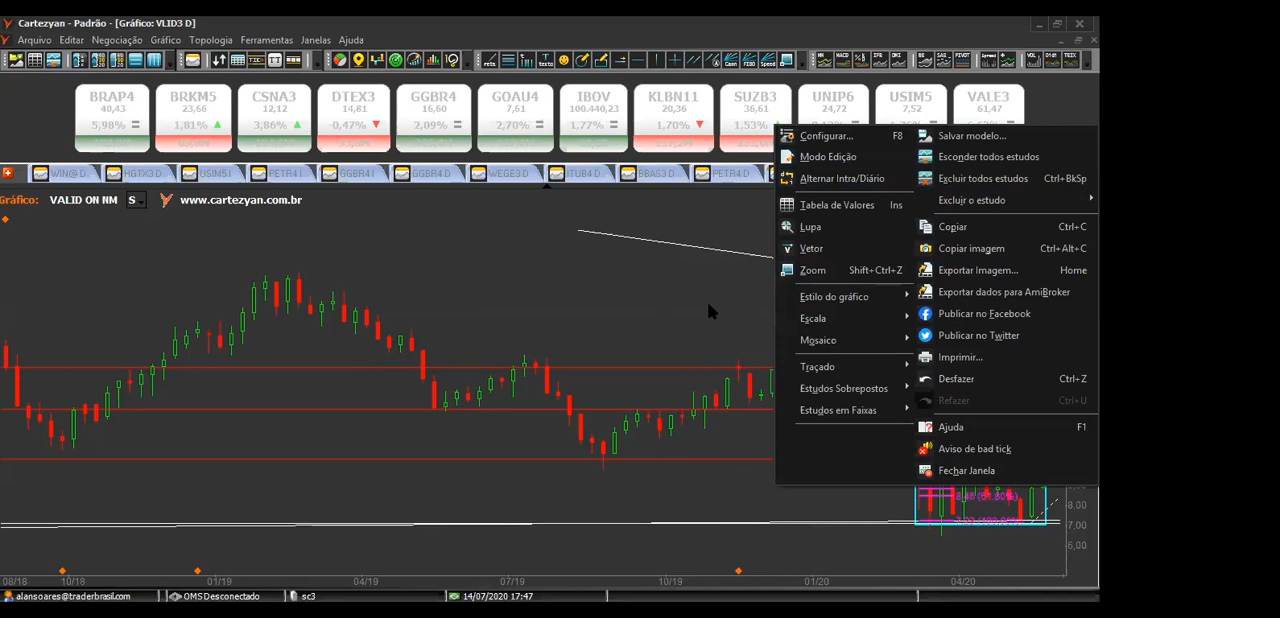 Cartezyan - Padrão - [Gráfico: VLID3 D]
Arquivo Editar Negociação Gráfico Topologia Ferramentas Janelas Ajuda
BRAP4 BRKM5 CSNA3 DTEX3 GGBR4 GOAU4 IBOV KLBN11 SUZB3 UNIP6 USIM5 VALE3
40,43 23,66 12,12 14,81 16,60 7,61 100.440,23 20,36 36,61 24,72 7,52 61,47
5,98% 1,81% 3,86% -0,47% 2,09% 2,70% 1,77% 1,70% 1,53%
WIN@ D HGTX3 D USIM5 I PETR4 I GGBR4 I GGBR4 D WEGE3 D ITUB4 D BBAS3 D PETR4 D
Gráfico: VALID ON NM S www.cartezyan.com.br
Configurar... F8
Modo Edição
Alternar Intra/Diário
Tabela de Valores Ins
Lupa
Vetor
Zoom Shift+Ctrl+Z
Estilo do gráfico
Escala
Mosaico
Traçado
Estudos Sobrepostos
Estudos em Faixas
Salvar modelo...
Esconder todos estudos
Excluir todos estudos Ctrl+BkSp
Excluir o estudo
Copiar Ctrl+C
Copiar imagem Ctrl+Alt+C
Exportar Imagem... Home
Exportar dados para AmiBroker
Publicar no Facebook
Publicar no Twitter
Imprimir...
Desfazer Ctrl+Z
Refazer Ctrl+U
Ajuda F1
Aviso de bad tick
Fechar Janela
8,00
7,00
6,00
08/18 10/18 01/19 04/19 07/19 10/19 01/20 04/20
alansoares@traderbrasil.com OMS Desconectado sc3 14/07/2020 17:47